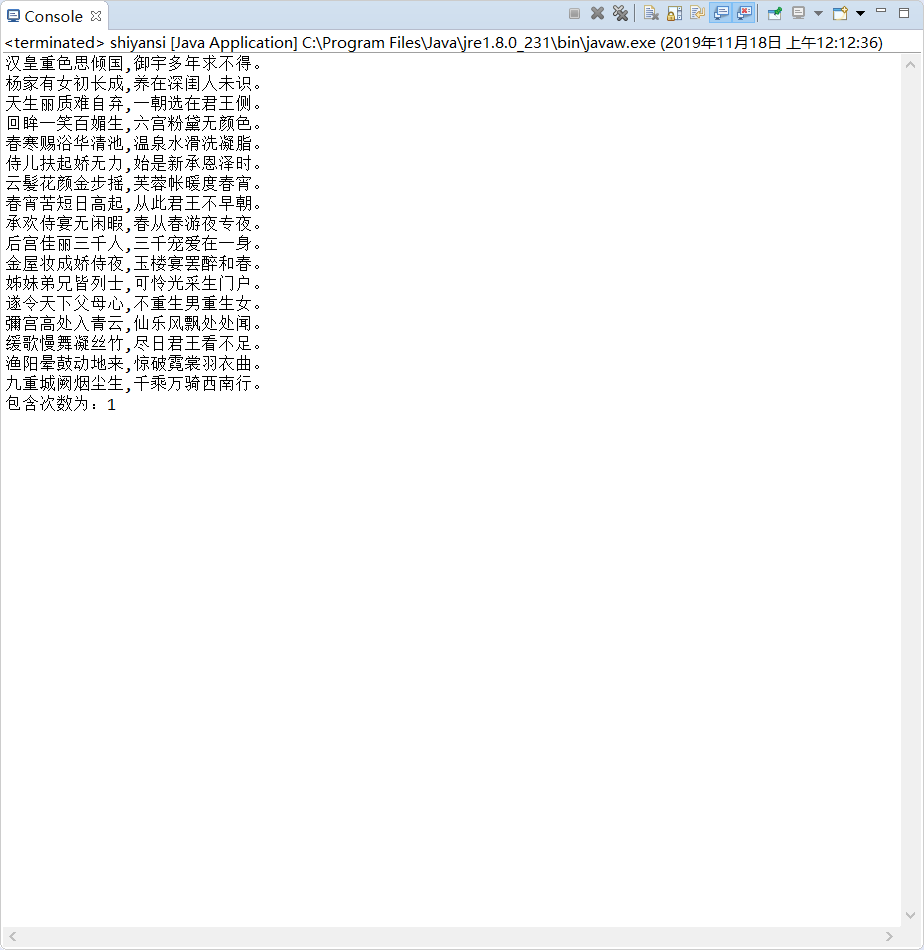 Console
<terminated> shiyansi [Java Application] C:\Program Files\Java\jre1.8.0_231\bin\javaw.exe (2019年11月18日 上午12:12:36)
汉皇重色思倾国,御宇多年求不得。
杨家有女初长成,养在深闺人未识。
天生丽质难自弃,一朝选在君王侧。
回眸一笑百媚生,六宫粉黛无颜色。
春寒赐浴华清池,温泉水滑洗凝脂。
侍儿扶起娇无力,始是新承恩泽时。
云髪花颜金步摇,芙蓉帐暖度春宵。
春宵苦短日高起,从此君王不早朝。
承欢侍宴无闲暇,春从春游夜专夜。
后宫佳丽三千人,三千宠爱在一身。
金屋妆成娇侍夜,玉楼宴罢醉和春。
姊妹弟兄皆列士,可怜光采生门户。
遂令天下父母心,不重生男重生女。
彌宫高处入青云,仙乐风飘处处闻。
缓歌慢舞凝丝竹,尽日君王看不足。
渔阳晕鼓动地来,惊破霓裳羽衣曲。
九重城阙烟尘生,千乘万骑西南行。
包含次数为：1